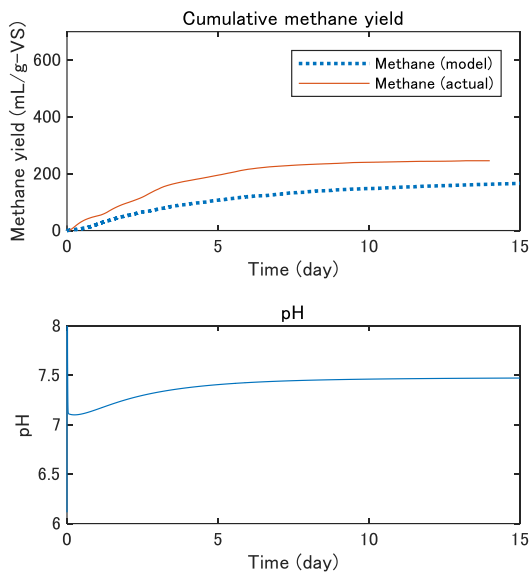 Cumulative methane yield
Methane yield (mL/g-VS)
600
400
200
0
Methane (model)
Methane (actual)
0
5
10
15
Time (day)
pH
pH
8
7.5
7
6.5
6
0
5
10
15
Time (day)